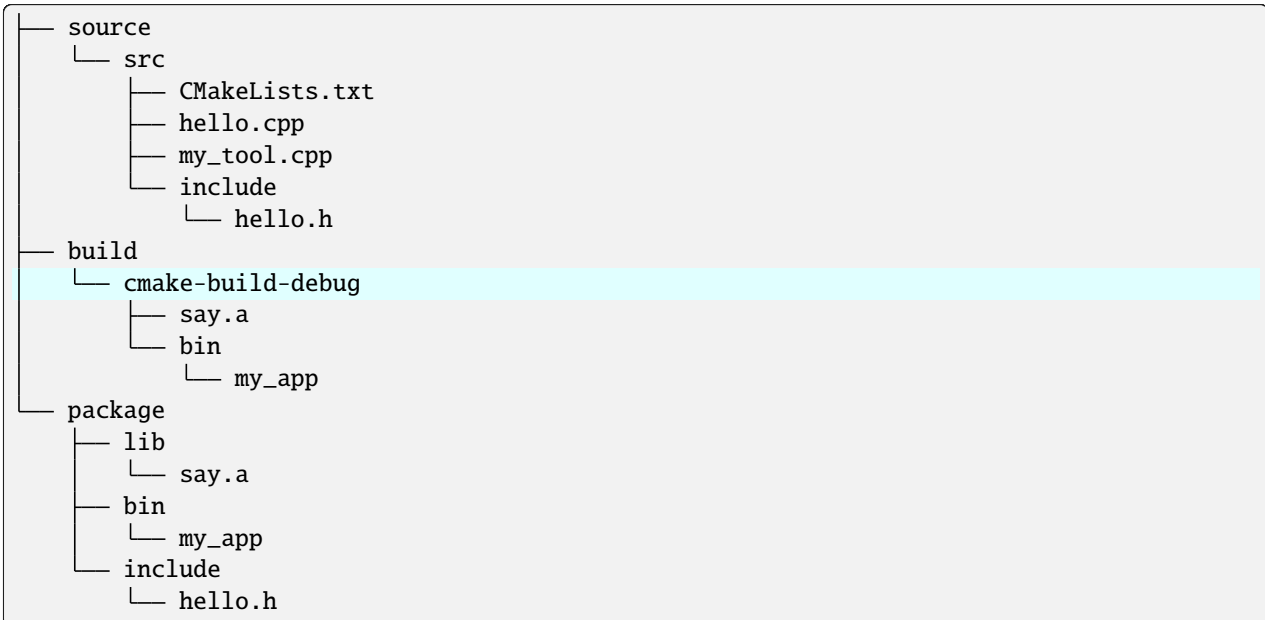 ├── source
│   └── src
│       ├── CMakeLists.txt
│       ├── hello.cpp
│       ├── my_tool.cpp
│       └── include
│           └── hello.h
├── build
│   └── cmake-build-debug
│       ├── say.a
│       └── bin
│           └── my_app
└── package
    ├── lib
    │   └── say.a
    ├── bin
    │   └── my_app
    └── include
        └── hello.h